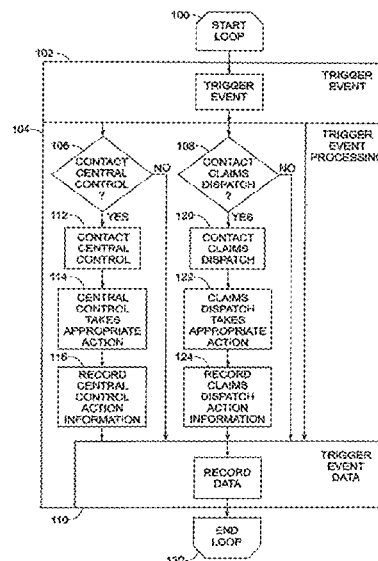 100
START
LOOP
102
TRIGGER
EVENT
TRIGGER
EVENT
104
106
CONTACT
CENTRAL
CONTROL
?
NO
YES
108
CONTACT
CLAIMS
DISPATCH
?
NO
YES
TRIGGER
EVENT
PROCESSING
112
CONTACT
CENTRAL
CONTROL
120
CONTACT
CLAIMS
DISPATCH
114
CENTRAL
CONTROL
TAKES
APPROPRIATE
ACTION
122
CLAIMS
DISPATCH
TAKES
APPROPRIATE
ACTION
116
RECORD
CENTRAL
CONTROL
ACTION
INFORMATION
124
RECORD
CLAIMS
DISPATCH
ACTION
INFORMATION
TRIGGER
EVENT
DATA
RECORD
DATA
110
END
LOOP